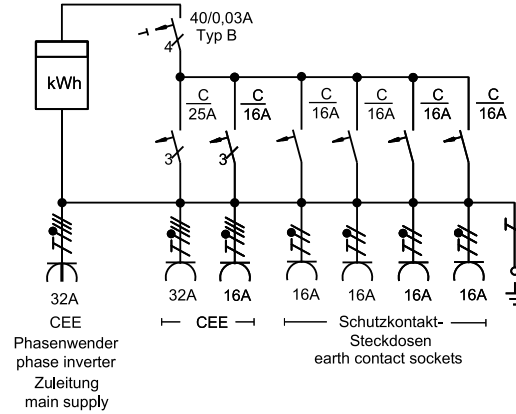 40/0,03A
Typ B
4
kWh
C C C C C C
25A 16A 16A 16A 16A 16A
3 3
32A 32A 16A 16A 16A 16A 16A
CEE CEE Schutzkontakt-
Phasenwender Steckdosen
phase inverter earth contact sockets
Zuleitung
main supply